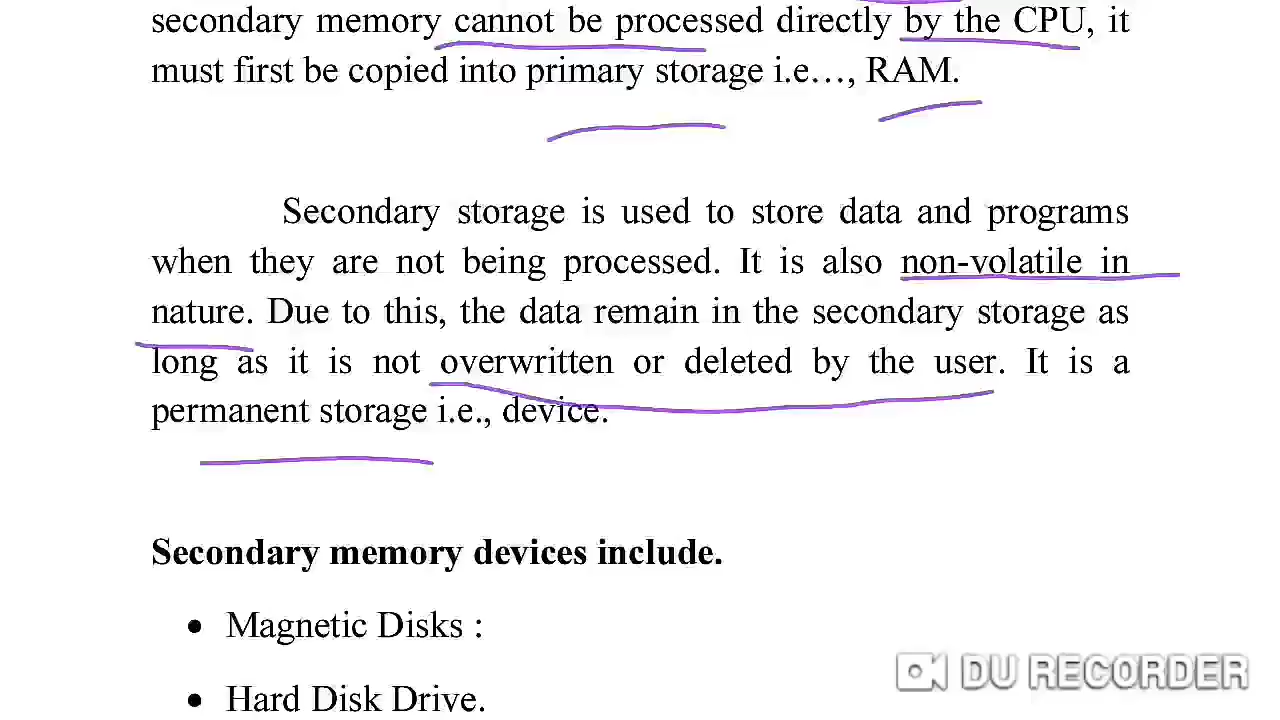 secondary memory cannot be processed directly by the CPU, it
must first be copied into primary storage i.e…, RAM.
Secondary storage is used to store data and programs
when they are not being processed. It is also non-volatile in
nature. Due to this, the data remain in the secondary storage as
long as it is not overwritten or deleted by the user. It is a
permanent storage i.e., device.
Secondary memory devices include.
• Magnetic Disks :
• Hard Disk Drive.
DU RECORDER